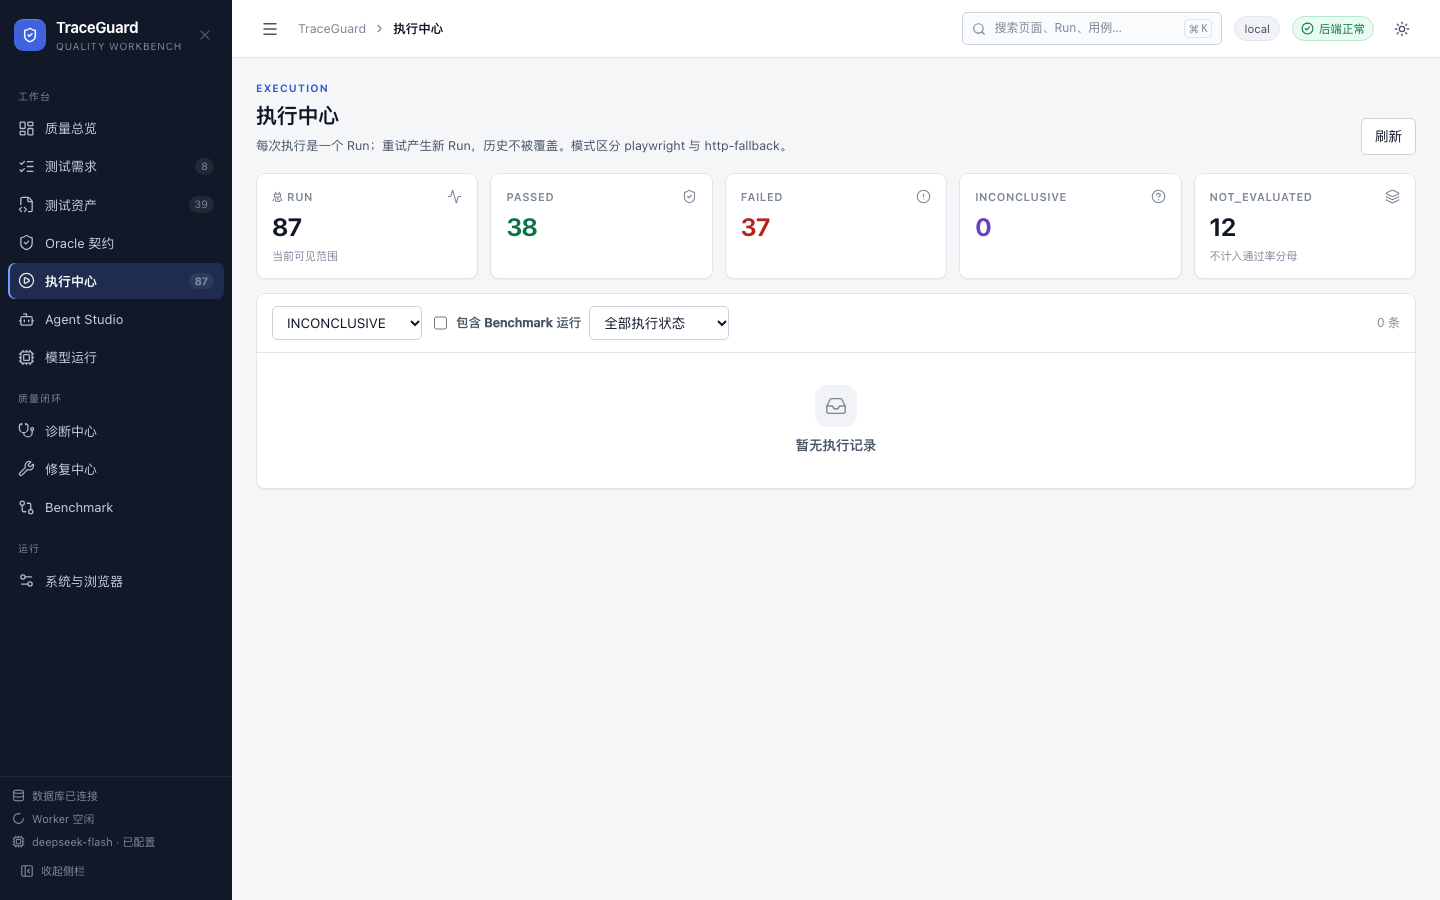 TraceGuard
QUALITY WORKBENCH
工作台
质量总览
测试需求 8
测试资产 39
Oracle 契约
执行中心 87
Agent Studio
模型运行
质量闭环
诊断中心
修复中心
Benchmark
运行
系统与浏览器
数据库已连接
Worker 空闲
deepseek-flash · 已配置
收起侧栏
TraceGuard 执行中心
搜索页面、Run、用例... ⌘ K
local
后端正常
EXECUTION
执行中心
每次执行是一个 Run；重试产生新 Run，历史不被覆盖。模式区分 playwright 与 http-fallback。
刷新
RUN
87
当前可见范围
PASSED
38
FAILED
37
INCONCLUSIVE
0
NOT_EVALUATED
12
不计入通过率分母
INCONCLUSIVE
包含 Benchmark 运行
全部执行状态
0 条
暂无执行记录